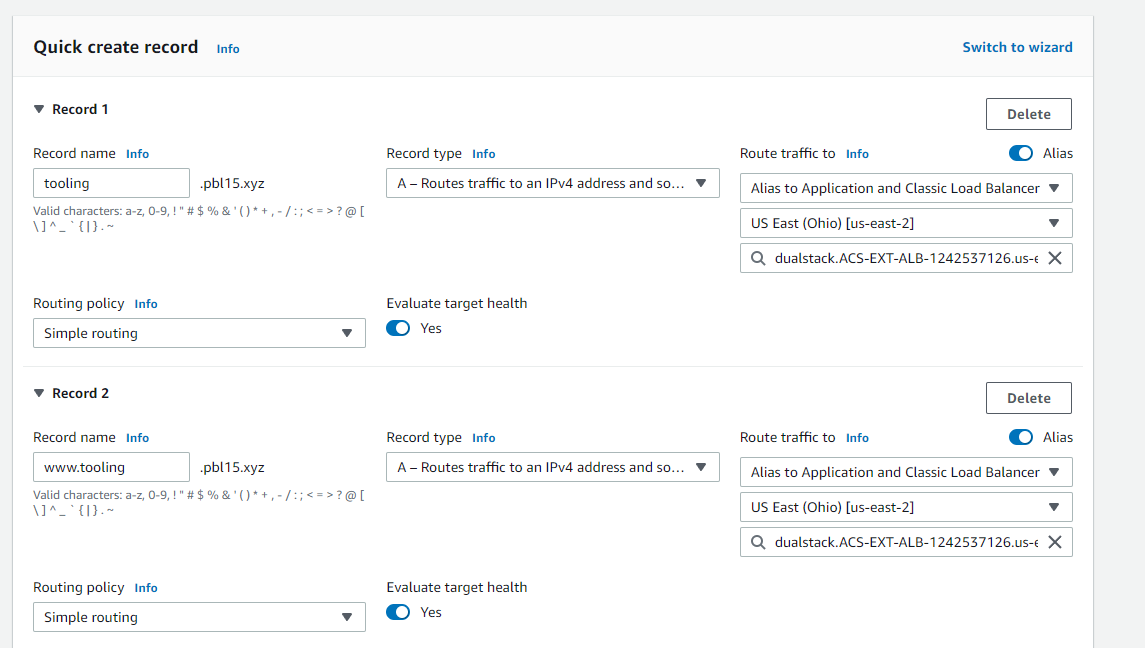 Quick create record Info Switch to wizard
Record 1 Delete
Record name Info Record type Info Route traffic to Info Alias
tooling .pbl15.xyz A – Routes traffic to an IPv4 address and so... Alias to Application and Classic Load Balancer
Valid characters: a-z, 0-9, ! " # $ % & ' ( ) * + , - / : ; < = > ? @ [
\ ] ^ _ ` { | } . ~
US East (Ohio) [us-east-2]
dualstack.ACS-EXT-ALB-1242537126.us-e
Routing policy Info Evaluate target health
Simple routing Yes
Record 2 Delete
Record name Info Record type Info Route traffic to Info Alias
www.tooling .pbl15.xyz A – Routes traffic to an IPv4 address and so... Alias to Application and Classic Load Balancer
Valid characters: a-z, 0-9, ! " # $ % & ' ( ) * + , - / : ; < = > ? @ [
\ ] ^ _ ` { | } . ~
US East (Ohio) [us-east-2]
dualstack.ACS-EXT-ALB-1242537126.us-e
Routing policy Info Evaluate target health
Simple routing Yes